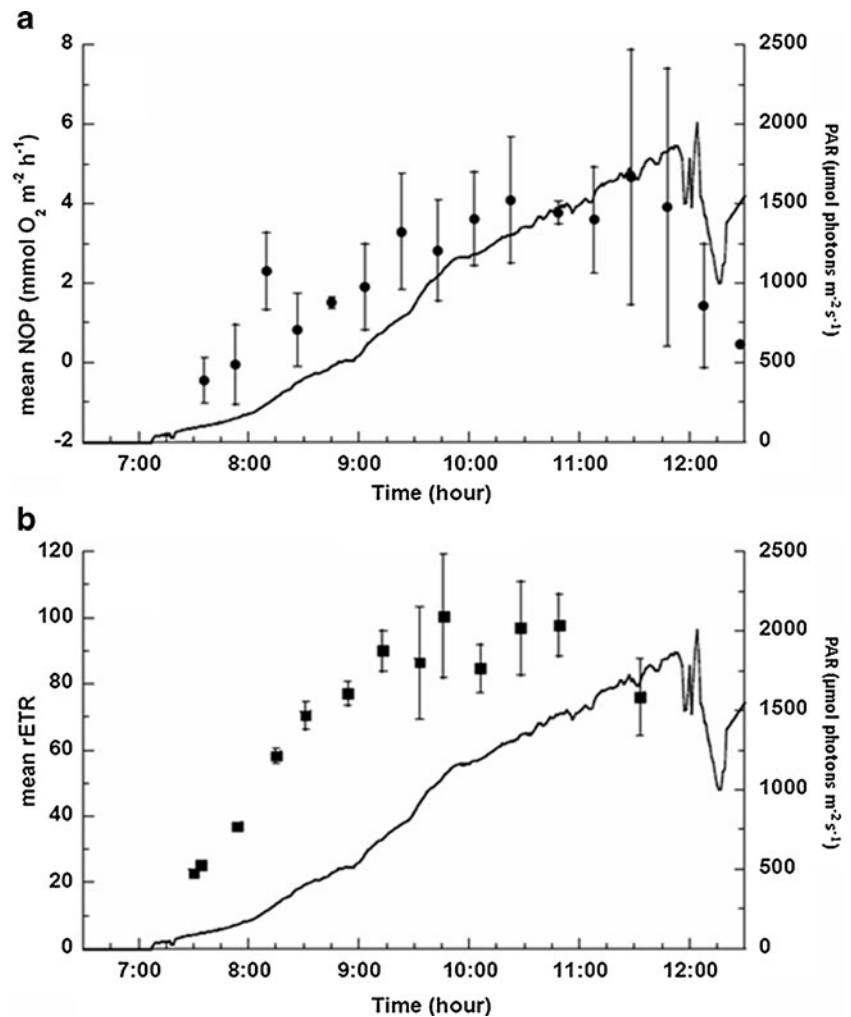 a
8
6
4
2
0
-2
mean NOP (mmol O2 m-2 h-1)
2500
2000
1500
1000
500
0
PAR (μmol photons m-2 s-1)
7:00 8:00 9:00 10:00 11:00 12:00
Time (hour)
b
120
100
80
60
40
20
0
mean rETR
2500
2000
1500
1000
500
0
PAR (μmol photons m-2 s-1)
7:00 8:00 9:00 10:00 11:00 12:00
Time (hour)